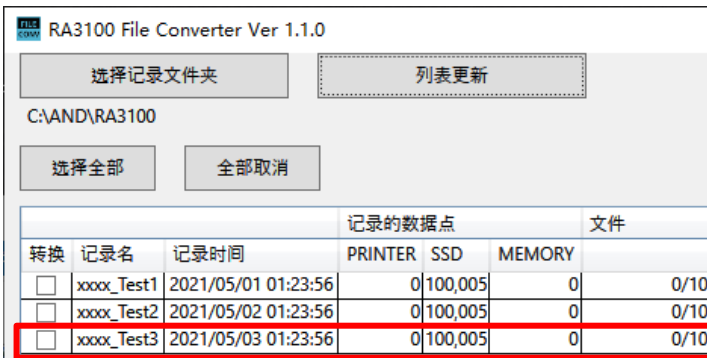 FILE CONV RA3100 File Converter Ver 1.1.0
选择记录文件夹 列表更新
C:\AND\RA3100
选择全部 全部取消
记录的数据点 文件
转换 记录名 记录时间 PRINTER SSD MEMORY
xxxx_Test1 2021/05/01 01:23:56 0 100,005 0 0/10
xxxx_Test2 2021/05/02 01:23:56 0 100,005 0 0/10
xxxx_Test3 2021/05/03 01:23:56 0 100,005 0 0/10